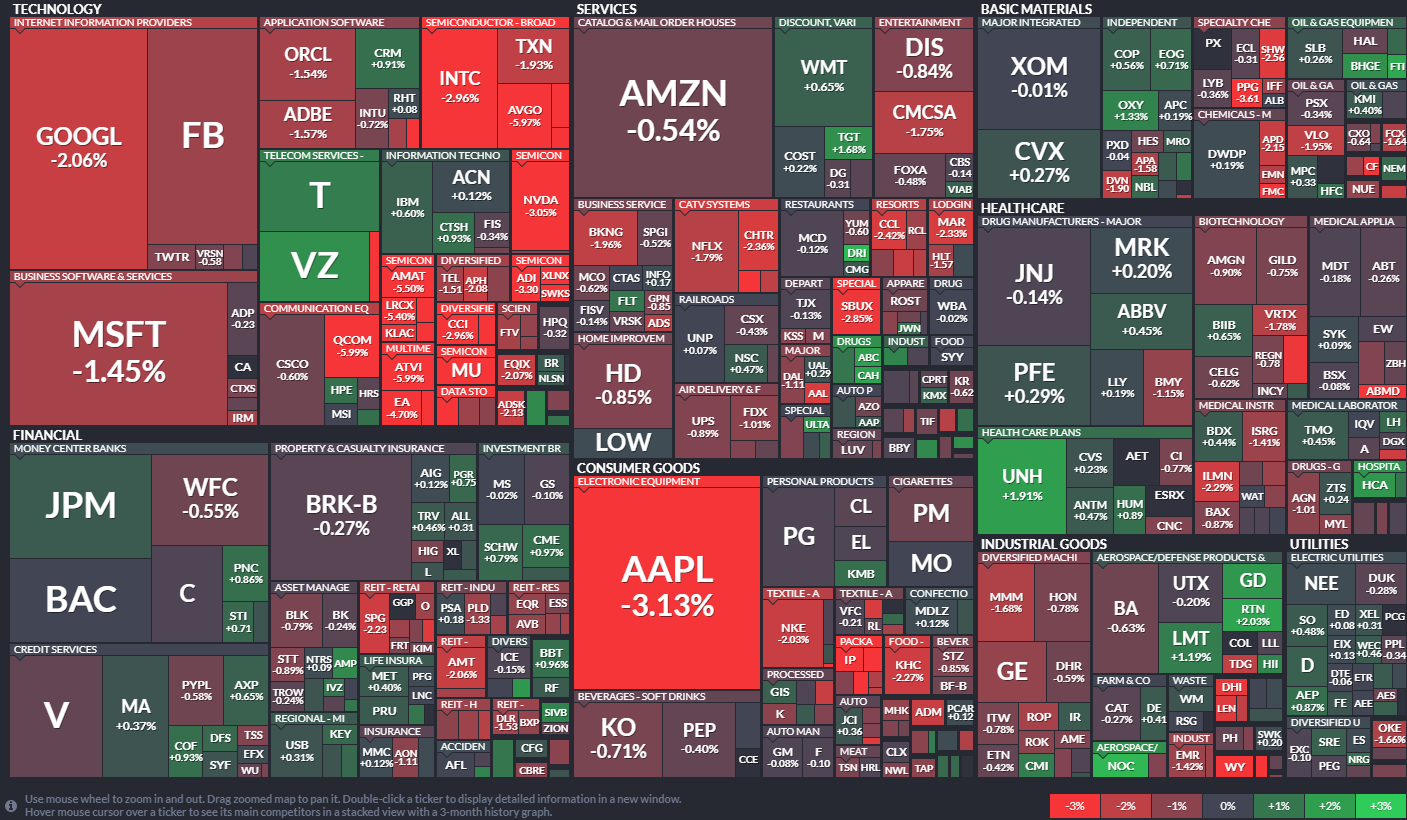 TECHNOLOGY
INTERNET INFORMATION PROVIDERS
GOOGL
-2.06%
FB
TWTR
VRSN
-0.58
APPLICATION SOFTWARE
ORCL
-1.54%
CRM
+0.91%
ADBE
-1.57%
INTU
-0.72%
RHT
+0.08
SEMICONDUCTOR - BROAD
INTC
-2.96%
TXN
-1.93%
AVGO
-5.97%
TELECOM SERVICES -
T
VZ
INFORMATION TECHNO
IBM
+0.60%
ACN
+0.12%
CTSH
+0.93%
FIS
-0.34%
SEMICON
NVDA
-3.05%
BUSINESS SOFTWARE & SERVICES
MSFT
-1.45%
ADP
-0.23
CA
CTXS
IRM
COMMUNICATION EQ
CSCO
-0.60%
QCOM
-5.99%
HPE
HRS
MSI
SEMICON
AMAT
-5.50%
LRCX
-5.40%
KLAC
DIVERSIFIED
TEL
-1.51
APH
-2.08
SEMICON
ADI
-3.30
XLNX
SWKS
DIVERSIFIE
CCI
-2.96%
SCIEN
FTV
HPQ
-0.32
MULTIME
ATVI
-5.99%
EA
-4.70%
SEMICON
MU
EQIX
-2.07%
BR
NLSN
DATA STO
ADSK
-2.13
SERVICES
CATALOG & MAIL ORDER HOUSES
AMZN
-0.54%
DISCOUNT, VARI
WMT
+0.65%
COST
+0.22%
TGT
+1.68%
DG
-0.31
ENTERTAINMENT
DIS
-0.84%
CMCSA
-1.75%
FOXA
-0.48%
CBS
-0.14
VIAB
BUSINESS SERVICE
BKNG
-1.96%
SPGI
-0.52%
MCO
-0.62%
CTAS
INFO
+0.17
FISV
-0.14%
FLT
GPN
-0.85
VRSK
ADS
CATV SYSTEMS
NFLX
-1.79%
CHTR
-2.36%
RESTAURANTS
MCD
-0.12%
YUM
-0.60
DRI
CMG
RESORTS
CCL
-2.42%
RCL
LODGIN
MAR
-2.33%
HLT
-1.57
RAILROADS
UNP
+0.07%
CSX
-0.43%
NSC
+0.47%
DEPART
TJX
-0.13%
KSS
M
SPECIAL
SBUX
-2.85%
APPARE
ROST
JWN
DRUG
WBA
-0.02%
HOME IMPROVEM
HD
-0.85%
LOW
MAJOR
DAL
-1.11
UAL
+0.29
AAL
DRUGS
ABC
CAH
INDUST
FOOD
SYY
AIR DELIVERY & F
UPS
-0.89%
FDX
-1.01%
SPECIAL
ULTA
AUTO P
AZO
AAP
CPRT
KMX
KR
-0.62
REGION
LUV
TIF
BBY
BASIC MATERIALS
MAJOR INTEGRATED
XOM
-0.01%
CVX
+0.27%
INDEPENDENT
COP
+0.56%
EOG
+0.71%
OXY
+1.33%
APC
+0.19%
PXD
-0.04
HES
MRO
APA
-1.58
DVN
-1.90
NBL
SPECIALTY CHE
PX
ECL
-0.31
SHW
-2.56
LYB
-0.36%
PPG
-3.61
IFF
ALB
CHEMICALS - M
DWDP
+0.19%
APD
-2.15
EMN
FMC
OIL & GAS EQUIPMEN
SLB
+0.26%
HAL
BHGE
FTI
OIL & GA
PSX
-0.34%
VLO
-1.95%
MPC
+0.33
HFC
OIL & GAS
KMI
+0.40%
CXO
-0.64
FCX
-1.64
CF
NEM
NUE
HEALTHCARE
DRUG MANUFACTURERS - MAJOR
JNJ
-0.14%
MRK
+0.20%
ABBV
+0.45%
PFE
+0.29%
LLY
+0.19%
BMY
-1.15%
BIOTECHNOLOGY
AMGN
-0.90%
GILD
-0.75%
BIIB
+0.65%
VRTX
-1.78%
REGN
-0.78
CELG
-0.62%
INCY
MEDICAL APPLIA
MDT
-0.18%
ABT
-0.26%
SYK
+0.09%
EW
BSX
-0.08%
ZBH
ABMD
HEALTH CARE PLANS
UNH
+1.91%
CVS
+0.23%
AET
CI
-0.77%
ANTM
+0.47%
HUM
+0.89
ESRX
CNC
MEDICAL INSTR
BDX
+0.44%
ISRG
-1.41%
ILMN
-2.29%
WAT
BAX
-0.87%
MEDICAL LABORATOR
TMO
+0.45%
IQV
LH
A
DGX
DRUGS - G
AGN
-1.01
ZTS
+0.24
MYL
HOSPITA
HCA
FINANCIAL
MONEY CENTER BANKS
JPM
WFC
-0.55%
BAC
C
PNC
+0.86%
STI
+0.71
PROPERTY & CASUALTY INSURANCE
BRK-B
-0.27%
AIG
+0.12%
PGR
+0.75
TRV
+0.46%
ALL
+0.31
HIG
XL
L
INVESTMENT BR
MS
-0.02%
GS
-0.10%
SCHW
+0.79%
CME
+0.97%
CREDIT SERVICES
V
MA
+0.37%
PYPL
-0.58%
AXP
+0.65%
COF
+0.93%
DFS
SYF
TSS
EFX
WU
ASSET MANAGE
BLK
-0.79%
BK
-0.24%
STT
-0.89%
NTRS
+0.09
AMP
TROW
-0.24%
IVZ
REGIONAL - MI
USB
+0.31%
KEY
REIT - RETAI
SPG
-2.23
GGP
O
FRT
KIM
LIFE INSURA
MET
+0.40%
PFG
LNC
PRU
INSURANCE
MMC
+0.12%
AON
-1.11
REIT - INDU
PSA
+0.18
PLD
-1.33
REIT - RES
EQR
ESS
AVB
REIT -
AMT
-2.06%
DIVERS
ICE
-1.55%
BBT
+0.96%
RF
REIT - H
REIT -
DLR
-1.53
BXP
SIVB
ZION
ACCIDEN
AFL
CFG
CBRE
CONSUMER GOODS
ELECTRONIC EQUIPMENT
AAPL
-3.13%
PERSONAL PRODUCTS
PG
CL
EL
KMB
CIGARETTES
PM
MO
BEVERAGES - SOFT DRINKS
KO
-0.71%
PEP
-0.40%
CCE
TEXTILE - A
NKE
-2.03%
TEXTILE - A
VFC
-0.21
RL
CONFECTIO
MDLZ
+0.12%
PACKA
IP
FOOD -
KHC
-2.27%
BEVER
STZ
-0.85%
BF-B
PROCESSED
GIS
K
AUTO
JCI
+0.36
MHK
ADM
PCAR
+0.12
AUTO MAN
GM
-0.08%
F
-0.10
MEAT
TSN
HRL
CLX
NWL
TAP
INDUSTRIAL GOODS
DIVERSIFIED MACHI
MMM
-1.68%
HON
-0.78%
GE
DHR
-0.59%
ITW
-0.78%
ROP
IR
ROK
AME
ETN
-0.42%
CMI
AEROSPACE/DEFENSE PRODUCTS &
BA
-0.63%
UTX
-0.20%
GD
LMT
+1.19%
RTN
+2.03%
COL
LLL
TDG
HII
FARM & CO
CAT
-0.27%
DE
+0.41
WASTE
WM
RSG
DHI
LEN
AEROSPACE/
NOC
INDUST
EMR
-1.42%
PH
SWK
+0.20
WY
UTILITIES
ELECTRIC UTILITIES
NEE
DUK
-0.28%
SO
+0.48%
ED
+0.08
XEL
+0.31
PCG
D
EIX
+0.13
WEC
+0.46
PPL
-0.34
DTE
-0.06
ETR
AEP
+0.87%
FE
AEE
AES
DIVERSIFIED U
EXC
-0.10
SRE
ES
OKE
-1.66%
PEG
NRG
Use mouse wheel to zoom in and out. Drag zoomed map to pan it. Double-click a ticker to display detailed information in a new window.
Hover mouse cursor over a ticker to see its main competitors in a stacked view with a 3-month history graph.
-3%
-2%
-1%
0%
+1%
+2%
+3%